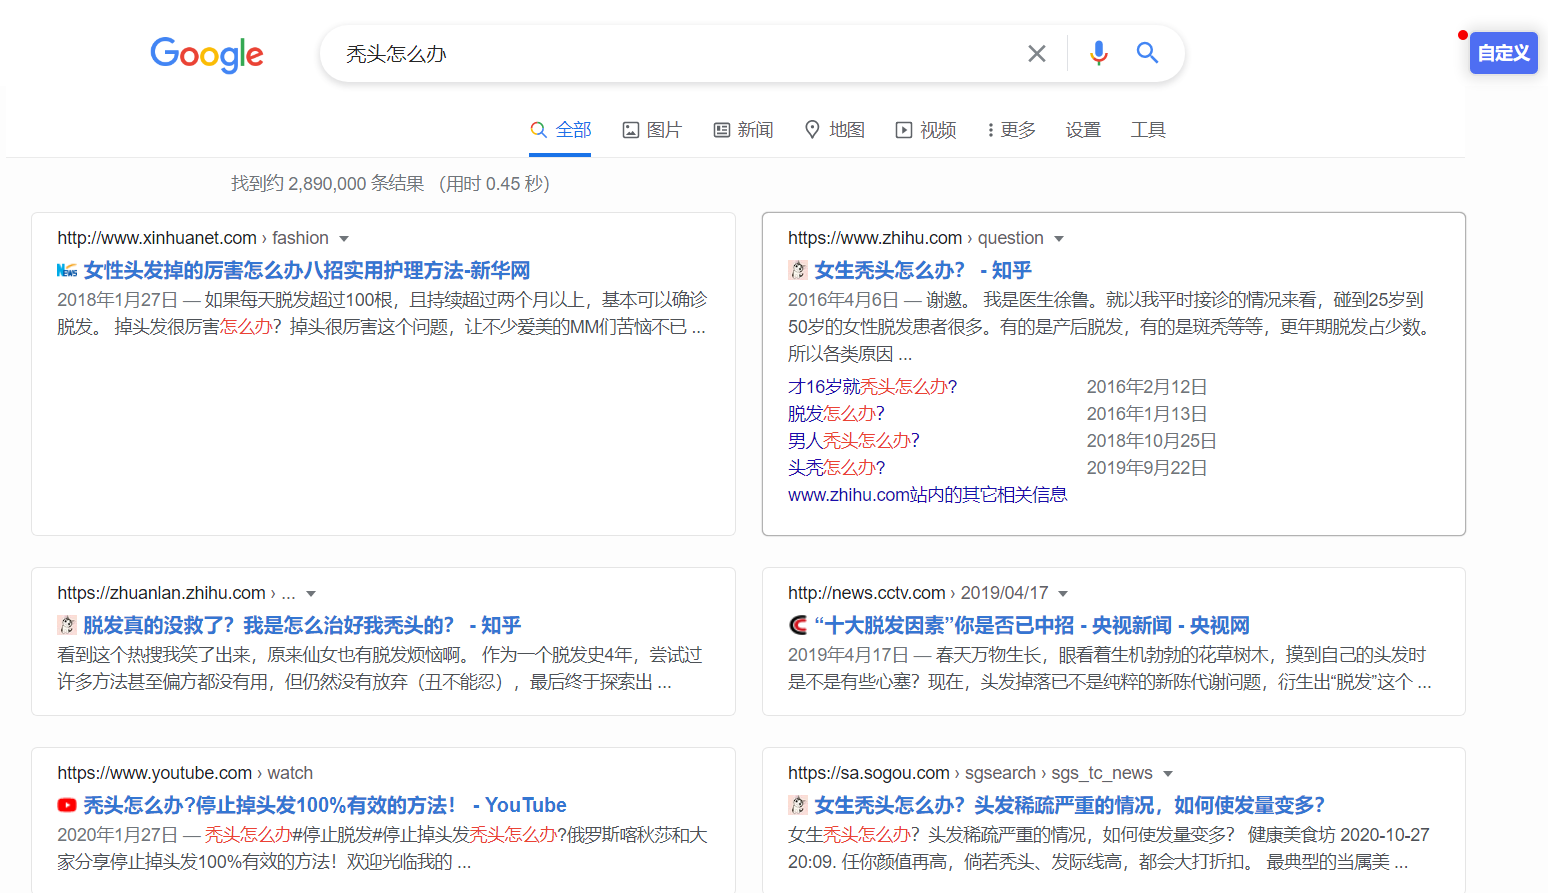 Google
秃头怎么办
自定义
全部 图片 新闻 地图 视频 更多 设置 工具
找到约 2,890,000 条结果 （用时 0.45 秒）
http://www.xinhuanet.com › fashion
女性头发掉的厉害怎么办八招实用护理方法-新华网
2018年1月27日 — 如果每天脱发超过100根，且持续超过两个月以上，基本可以确诊
脱发。 掉头发很厉害怎么办？掉头很厉害这个问题，让不少爱美的MM们苦恼不已 ...
https://www.zhihu.com › question
女生秃头怎么办？ - 知乎
2016年4月6日 — 谢邀。 我是医生徐鲁。就以我平时接诊的情况来看，碰到25岁到
50岁的女性脱发患者很多。有的是产后脱发，有的是斑秃等等，更年期脱发占少数。
所以各类原因 ...
才16岁就秃头怎么办? 2016年2月12日
脱发怎么办? 2016年1月13日
男人秃头怎么办? 2018年10月25日
头秃怎么办? 2019年9月22日
www.zhihu.com站内的其它相关信息
https://zhuanlan.zhihu.com › ...
脱发真的没救了？我是怎么治好我秃头的？ - 知乎
看到这个热搜我笑了出来，原来仙女也有脱发烦恼啊。 作为一个脱发史4年，尝试过
许多方法甚至偏方都没有用，但仍然没有放弃（丑不能忍），最后终于探索出 ...
http://news.cctv.com › 2019/04/17
“十大脱发因素”你是否已中招 - 央视新闻 - 央视网
2019年4月17日 — 春天万物生长，眼看着生机勃勃的花草树木，摸到自己的头发时
是不是有些心塞？现在，头发掉落已不是纯粹的新陈代谢问题，衍生出“脱发”这个 ...
https://www.youtube.com › watch
秃头怎么办?停止掉头发100%有效的方法！ - YouTube
2020年1月27日 — 秃头怎么办#停止脱发#停止掉头发秃头怎么办?俄罗斯喀秋莎和大
家分享停止掉头发100%有效的方法！欢迎光临我的 ...
https://sa.sogou.com › sgsearch › sgs_tc_news
女生秃头怎么办？头发稀疏严重的情况，如何使发量变多？
女生秃头怎么办？头发稀疏严重的情况，如何使发量变多？ 健康美食坊 2020-10-27
20:09. 任你颜值再高，倘若秃头、发际线高，都会大打折扣。 最典型的当属美 ...